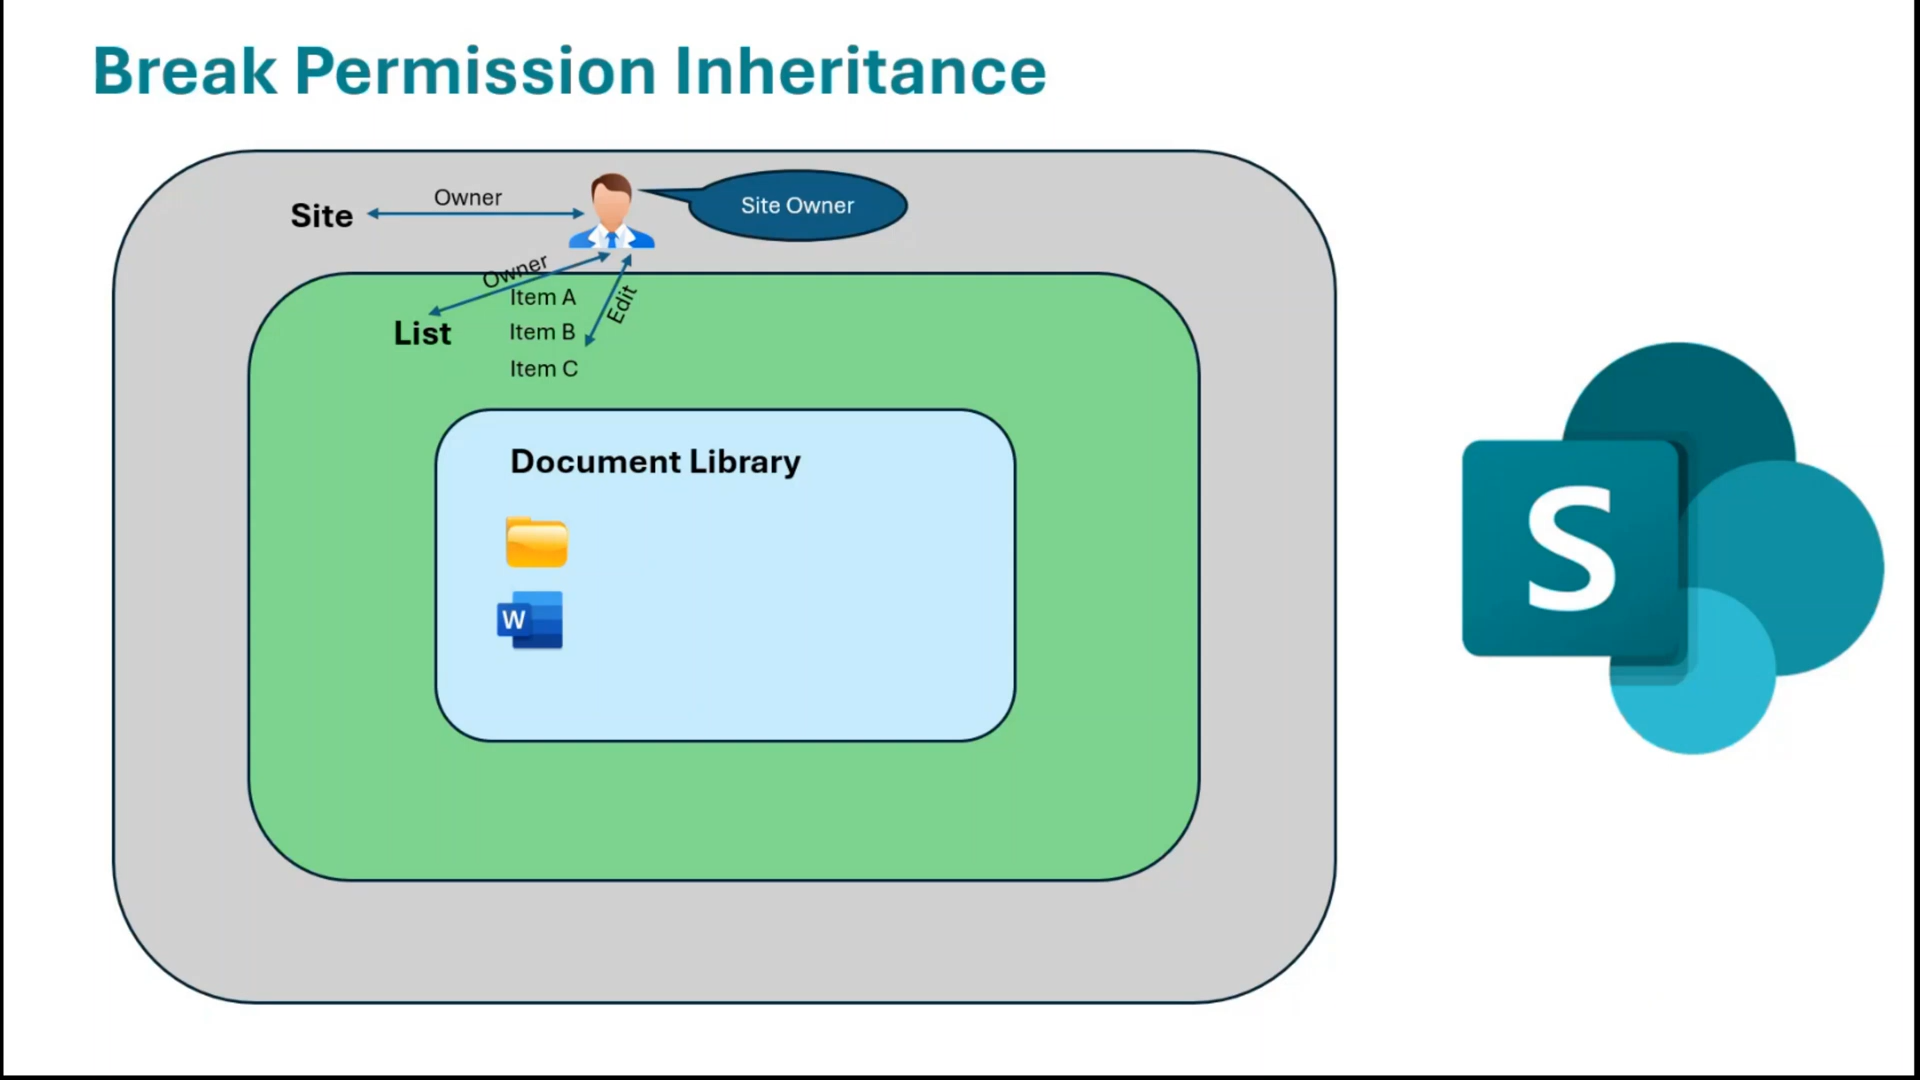 Break Permission Inheritance
Owner
Site
Site Owner
Owner
Item A
Edit
List
Item B
Item C
Document Library
W
S